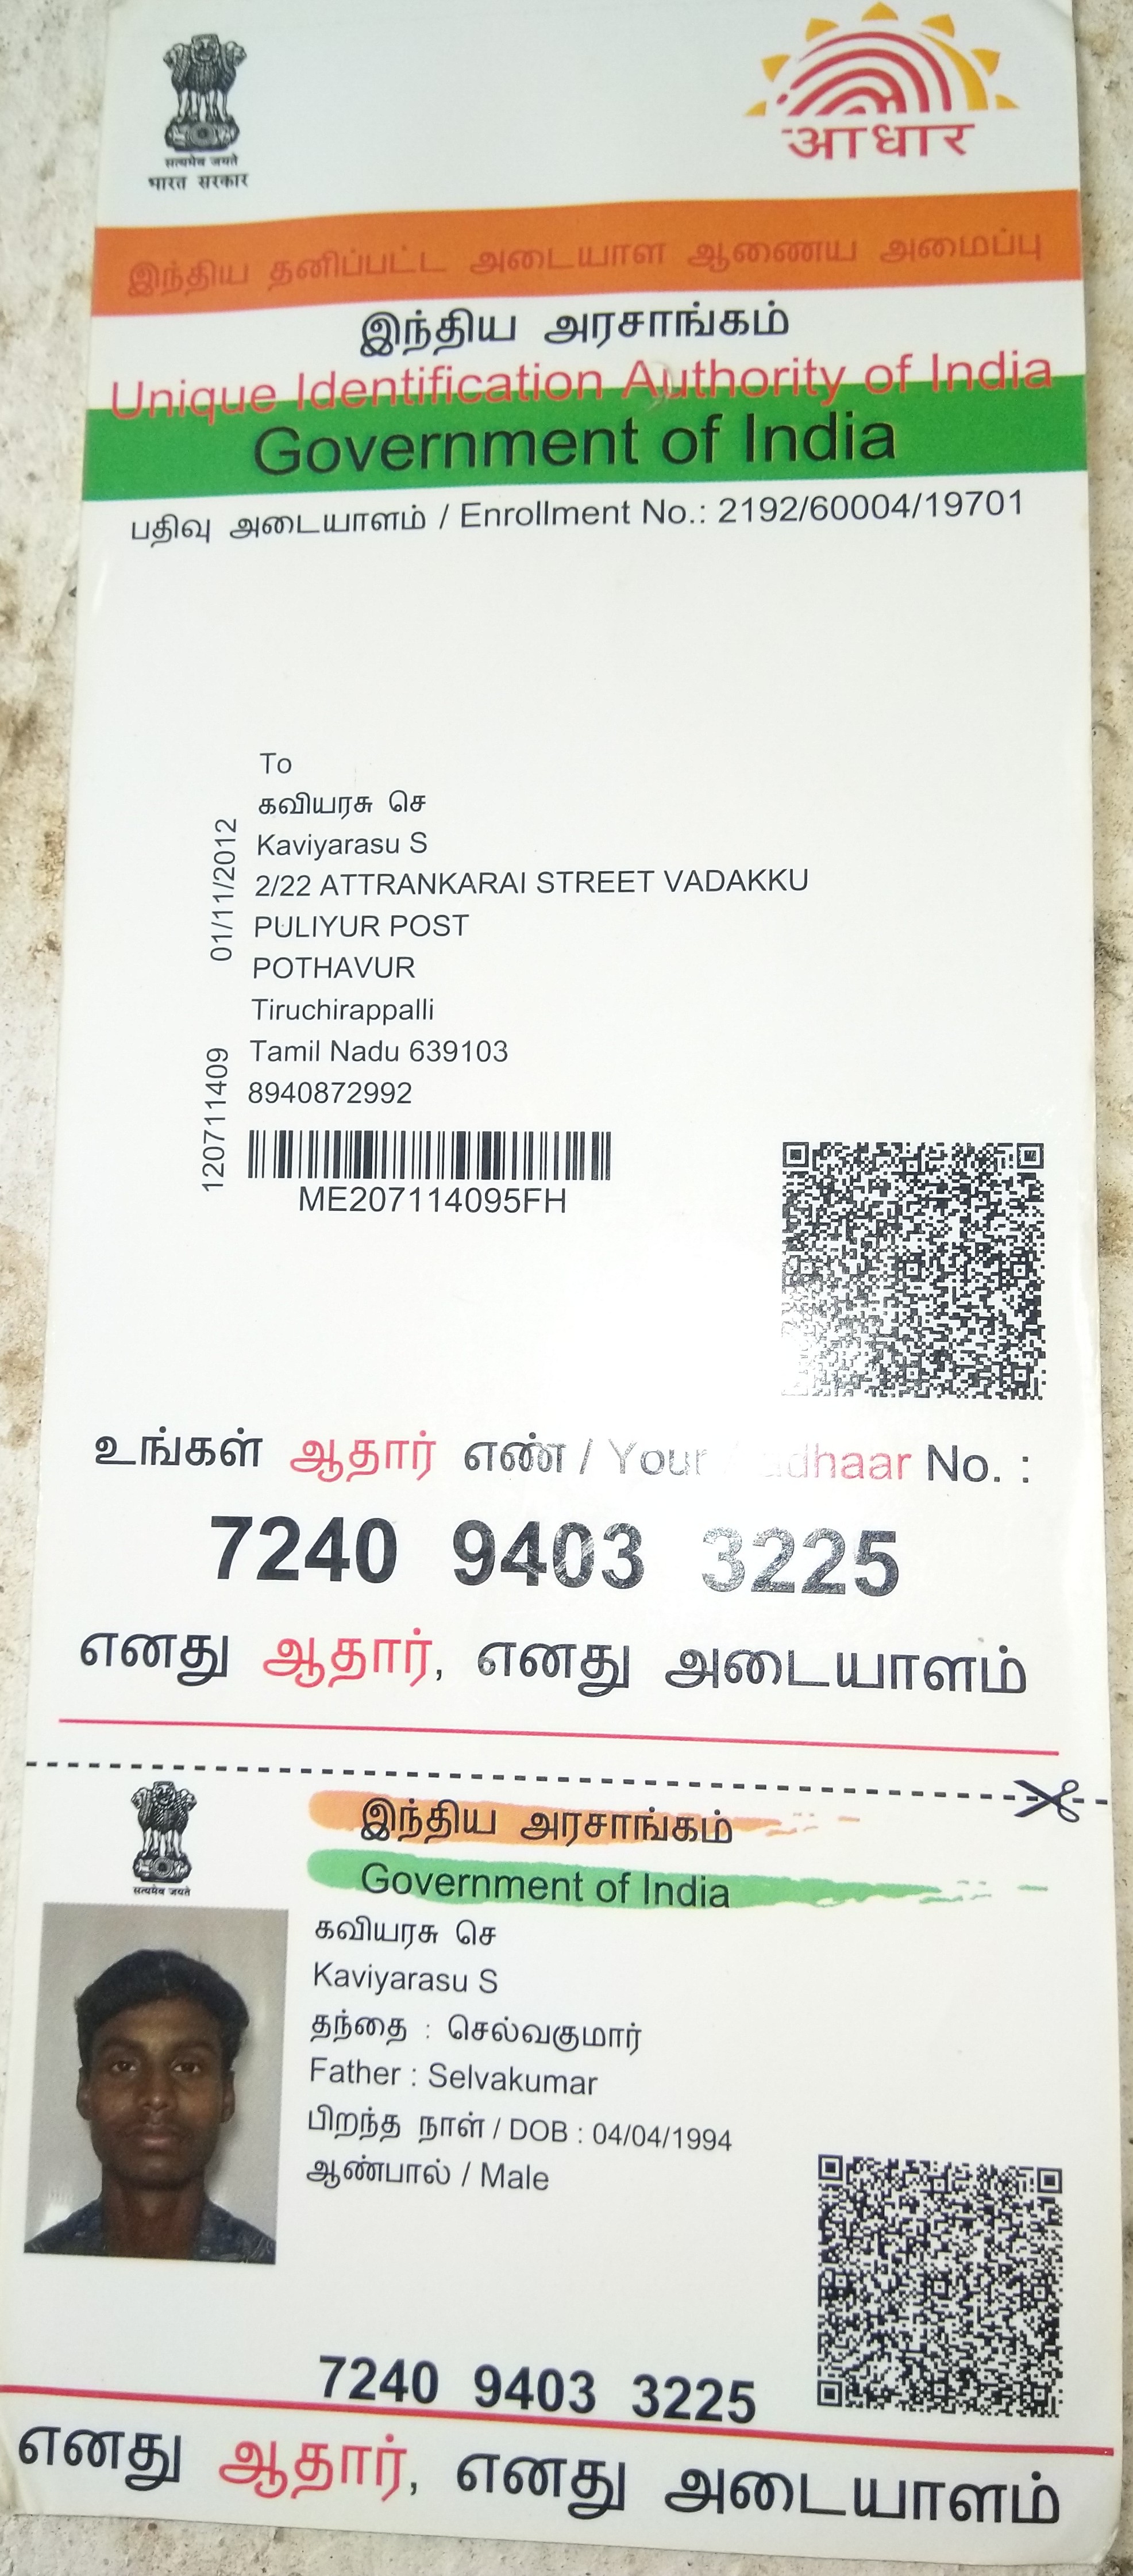 सत्यमेव जयते
भारत सरकार
आधार
இந்திய தனிப்பட்ட அடையாள ஆணைய அமைப்பு
இந்திய அரசாங்கம்
Unique Identification Authority of India
Government of India
பதிவு அடையாளம் / Enrollment No.: 2192/60004/19701
To
கவியரசு செ
Kaviyarasu S
2/22 ATTRANKARAI STREET VADAKKU
PULIYUR POST
POTHAVUR
Tiruchirappalli
Tamil Nadu 639103
8940872992
01/11/2012
120711409
ME207114095FH
உங்கள் ஆதார் எண் / Your Aadhaar No. :
7240 9403 3225
எனது ஆதார், எனது அடையாளம்
सत्यमेव जयते
இந்திய அரசாங்கம்
Government of India
கவியரசு செ
Kaviyarasu S
தந்தை : செல்வகுமார்
Father : Selvakumar
பிறந்த நாள் / DOB : 04/04/1994
ஆண்பால் / Male
7240 9403 3225
எனது ஆதார், எனது அடையாளம்